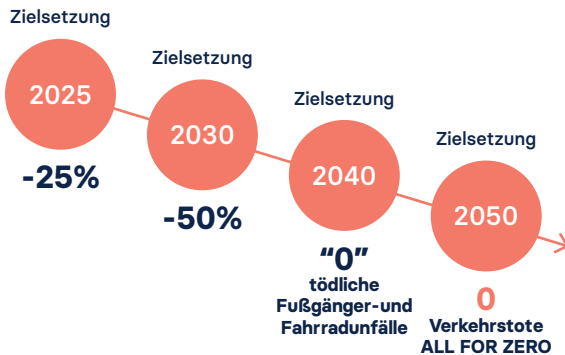 Zielsetzung
2025
-25%
Zielsetzung
2030
-50%
Zielsetzung
2040
“0”
tödliche
Fußgänger-und
Fahrradunfälle
Zielsetzung
2050
0
Verkehrstote
ALL FOR ZERO